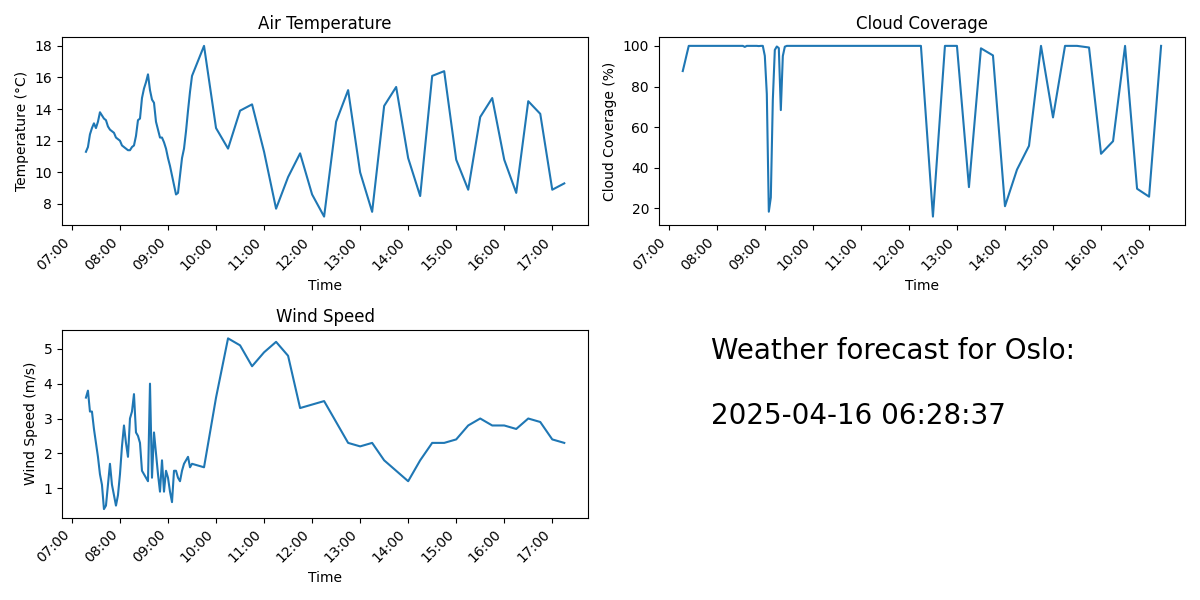 Air Temperature
Temperature (°C)
18
16
14
12
10
8
07:00 08:00 09:00 10:00 11:00 12:00 13:00 14:00 15:00 16:00 17:00
Time
Cloud Coverage
Cloud Coverage (%)
100
80
60
40
20
07:00 08:00 09:00 10:00 11:00 12:00 13:00 14:00 15:00 16:00 17:00
Time
Wind Speed
Wind Speed (m/s)
5
4
3
2
1
07:00 08:00 09:00 10:00 11:00 12:00 13:00 14:00 15:00 16:00 17:00
Time
Weather forecast for Oslo:
2025-04-16 06:28:37